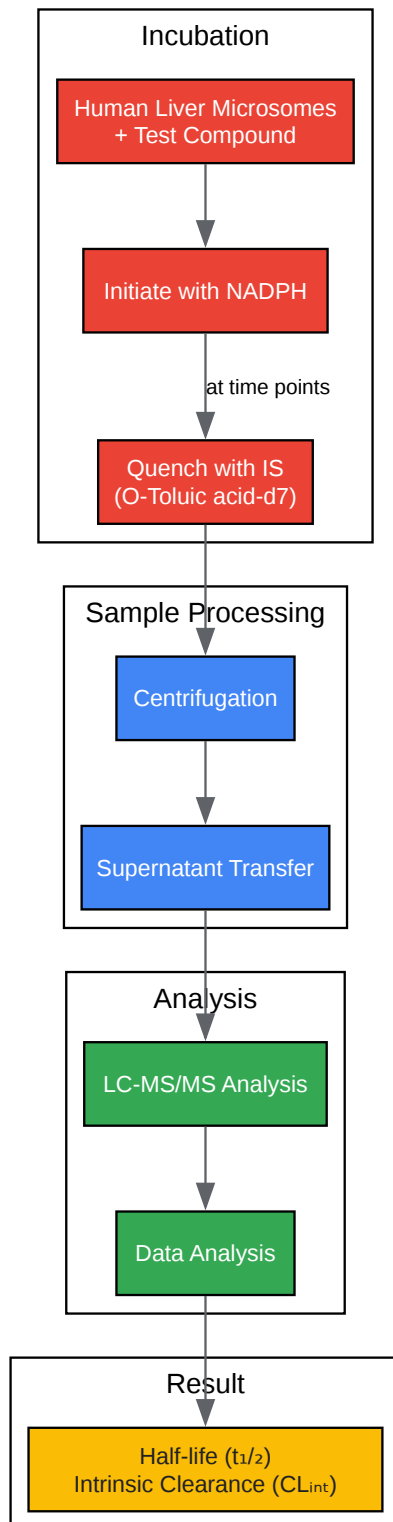 Incubation
Human Liver Microsomes
+ Test Compound
Initiate with NADPH
at time points
Quench with IS
(O-Toluic acid-d7)
Sample Processing
Centrifugation
Supernatant Transfer
Analysis
LC-MS/MS Analysis
Data Analysis
Result
Half-life (t₁/₂)
Intrinsic Clearance (CLᵢₙₜ)